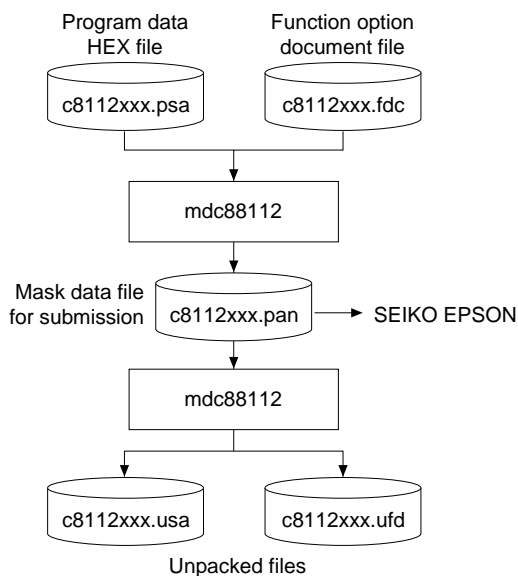 Program data
HEX file
Function option
document file
c8112xxx.psa
c8112xxx.fdc
mdc88112
Mask data file
for submission
c8112xxx.pan
SEIKO EPSON
mdc88112
c8112xxx.usa
c8112xxx.ufd
Unpacked files